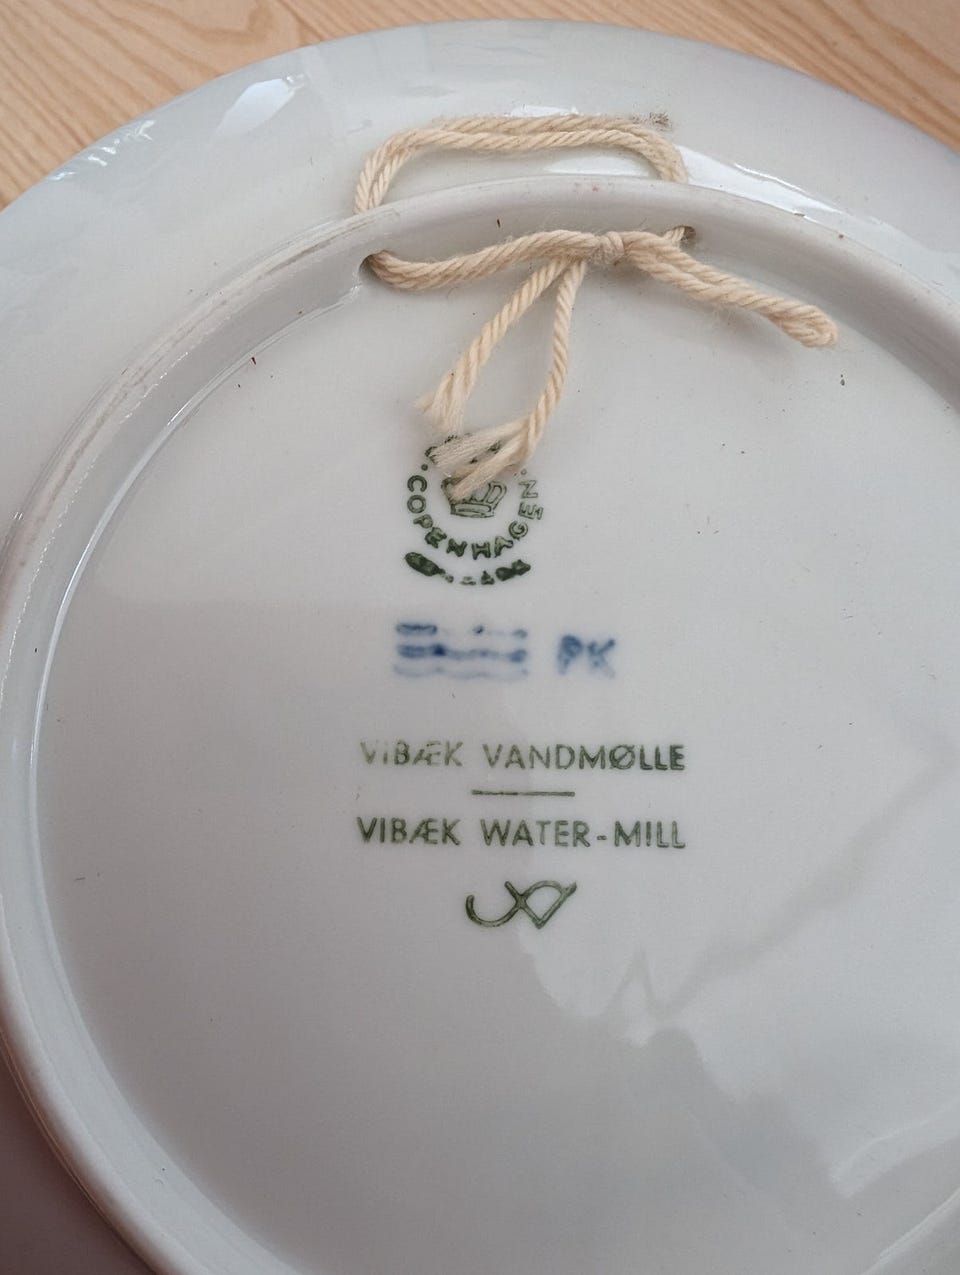 COPENHAGEN
PK
VIBÆK VANDMØLLE
VIBÆK WATER-MILL